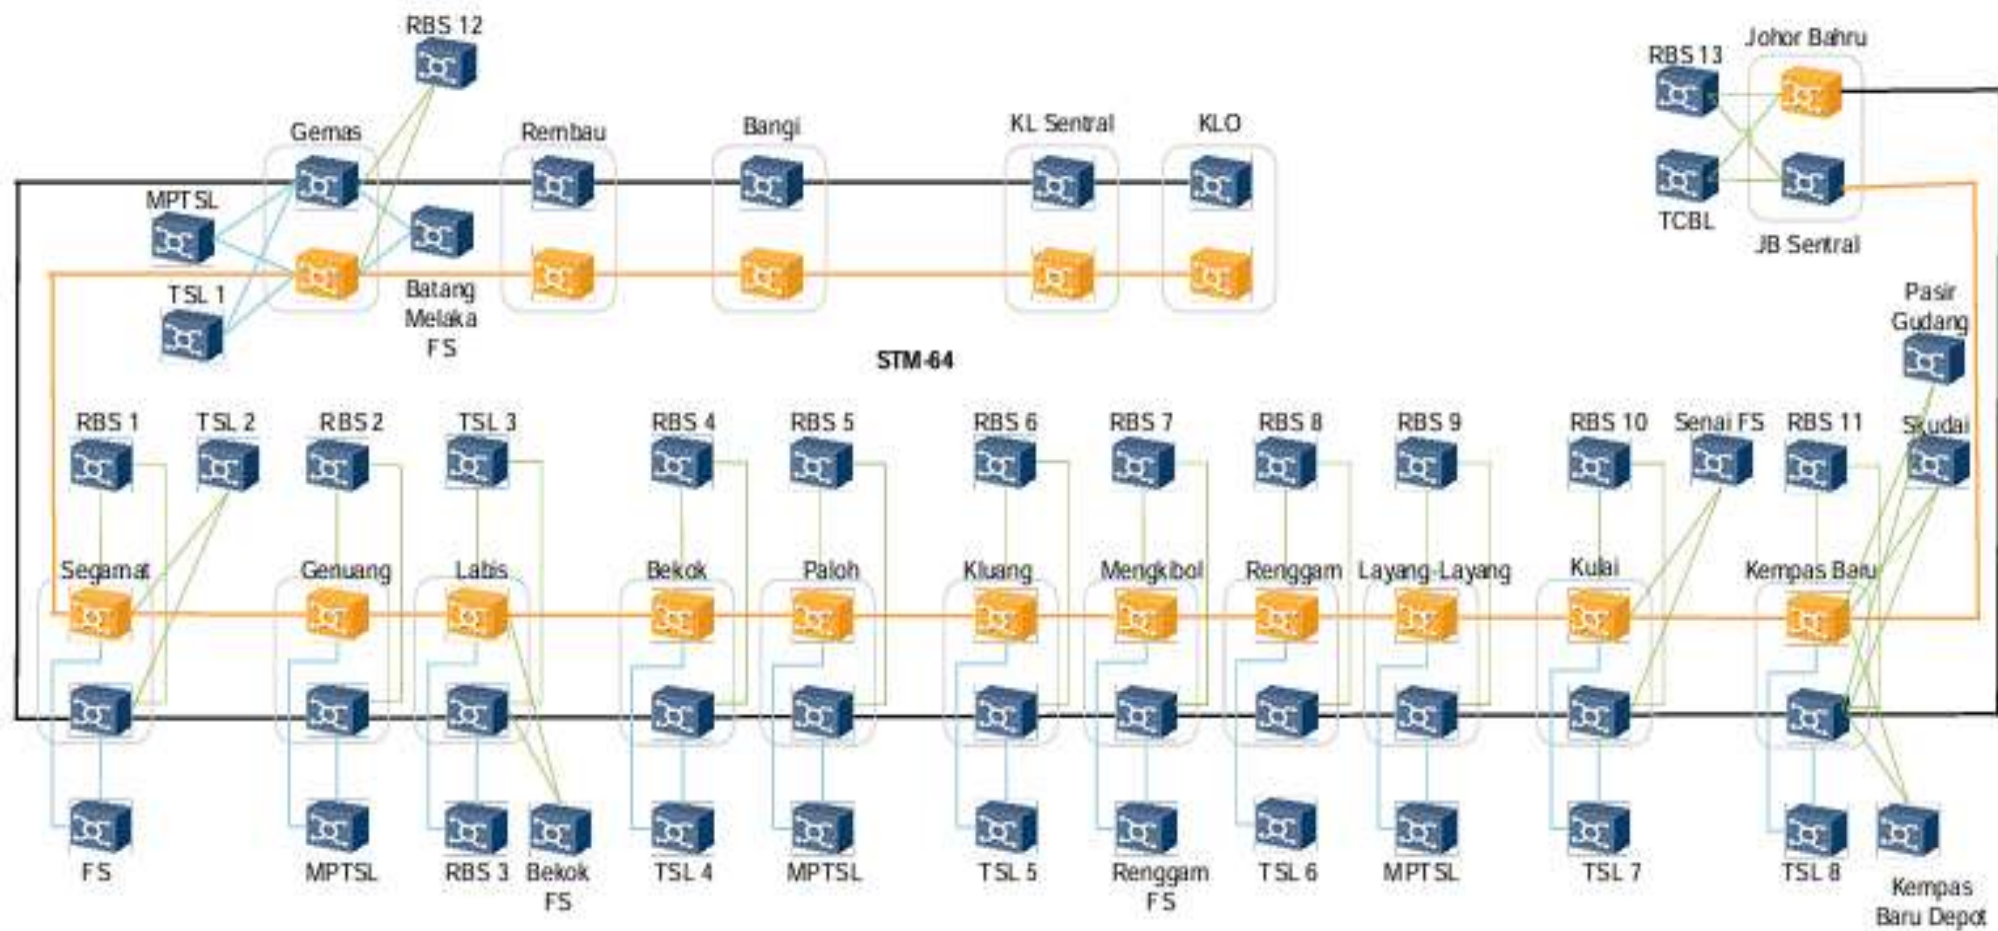 RBS 12
Johor Bahru
RBS 13
Gemas
Rembau
Bangi
KL Sentral
KLO
MPTSL
TCBL
JB Sentral
TSL 1
Batang
Melaka
FS
Pasir
Gudang
STM-64
RBS 1
TSL 2
RBS 2
TSL 3
RBS 4
RBS 5
RBS 6
RBS 7
RBS 8
RBS 9
RBS 10
Senai FS
RBS 11
Skudai
Segamat
Genuang
Labis
Bekok
Paloh
Kluang
Mengkibol
Renggam
Layang-Layang
Kulai
Kempas Baru
FS
MPTSL
RBS 3
Bekok
FS
TSL 4
MPTSL
TSL 5
Renggam
FS
TSL 6
MPTSL
TSL 7
TSL 8
Kempas
Baru Depot